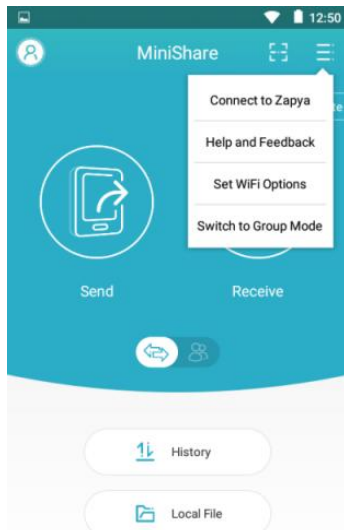 12:50
MiniShare
Connect to Zapya
Help and Feedback
Set WiFi Options
Switch to Group Mode
Send
Receive
History
Local File